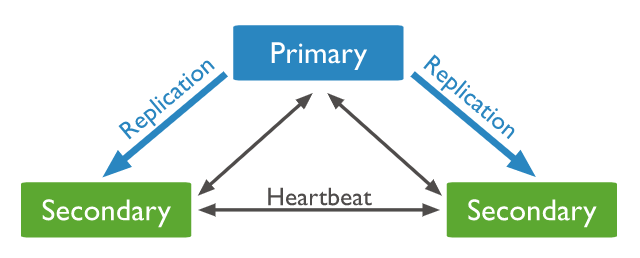 Primary
Replication
Replication
Heartbeat
Secondary
Secondary